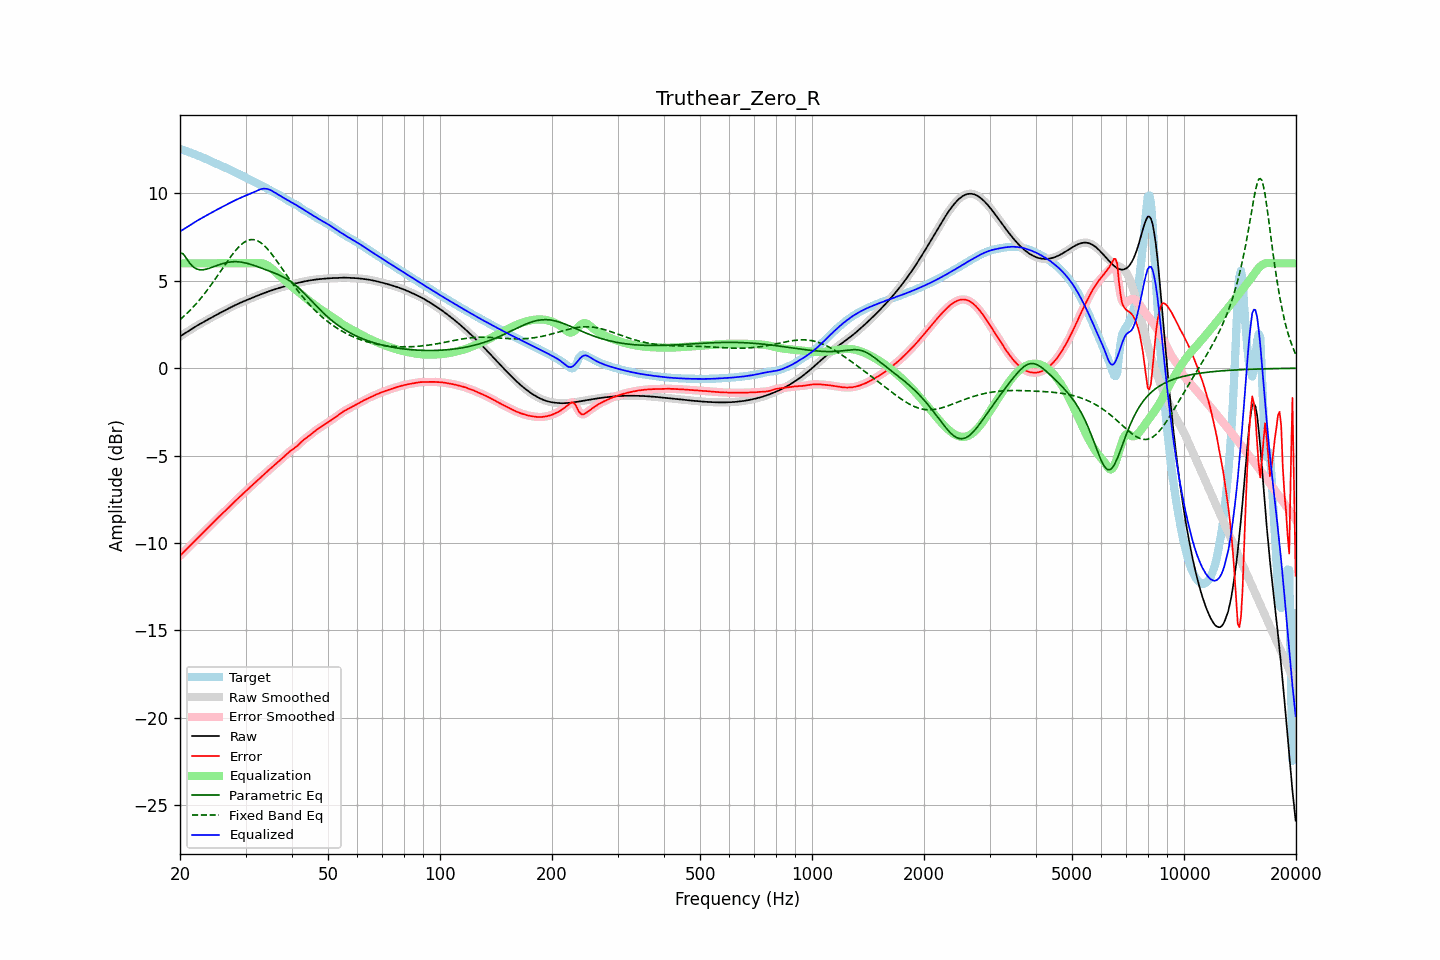 Truthear_Zero_R
Amplitude (dBr)
10
5
0
−5
−10
−15
−20
−25
Target
Raw Smoothed
Error Smoothed
Raw
Error
Equalization
Parametric Eq
Fixed Band Eq
Equalized
20 50 100 200 500 1000 2000 5000 10000 20000
Frequency (Hz)